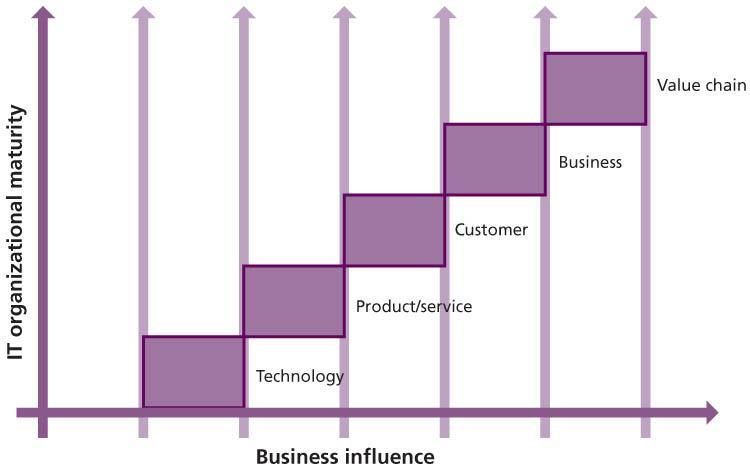 IT organizational maturity
Value chain
Business
Customer
Product/service
Technology
Business influence